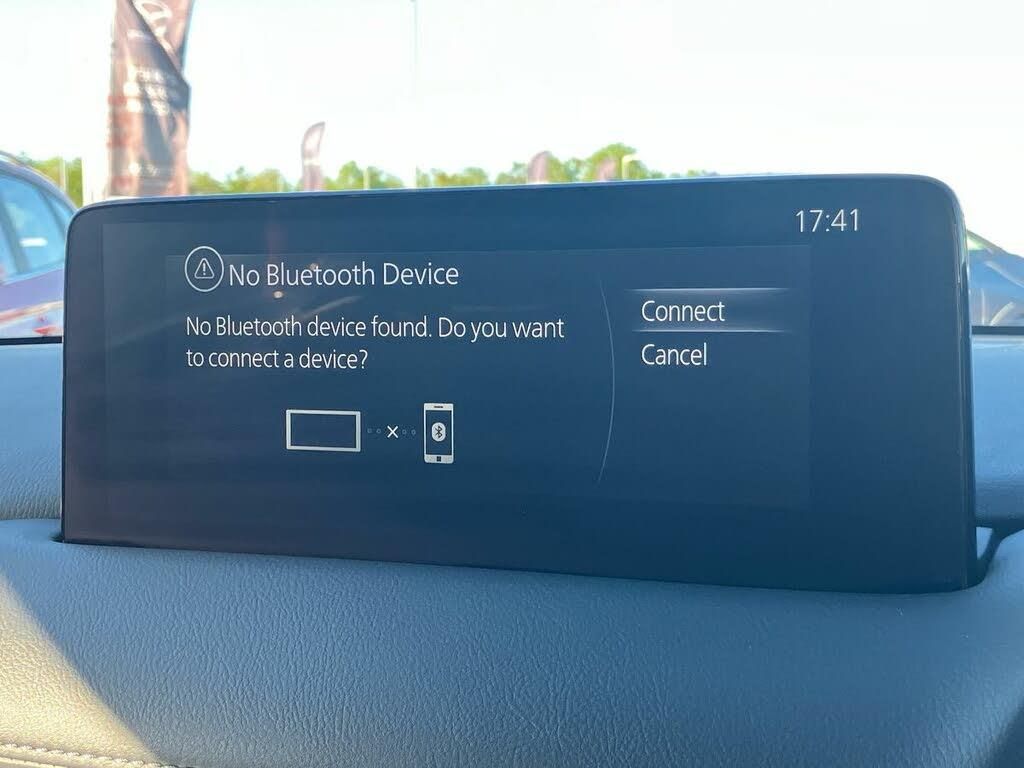 17:41
No Bluetooth Device
No Bluetooth device found. Do you want
to connect a device?
Connect
Cancel